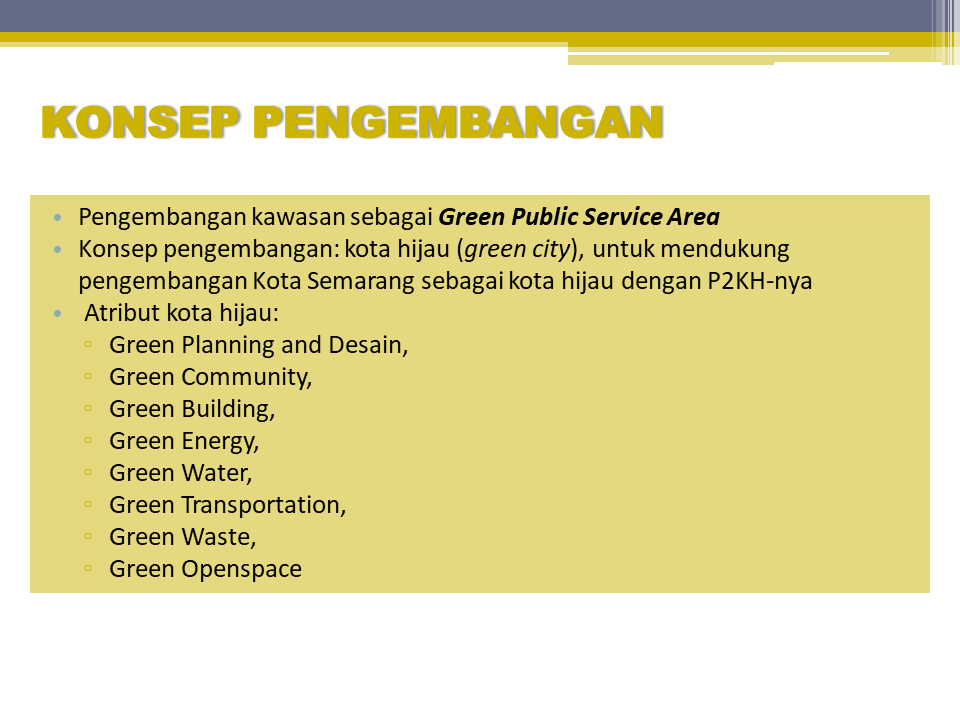 KONSEP PENGEMBANGAN
• Pengembangan kawasan sebagai Green Public Service Area
• Konsep pengembangan: kota hijau (green city), untuk mendukung
pengembangan Kota Semarang sebagai kota hijau dengan P2KH-nya
• Atribut kota hijau:
▫ Green Planning and Desain,
▫ Green Community,
▫ Green Building,
▫ Green Energy,
▫ Green Water,
▫ Green Transportation,
▫ Green Waste,
▫ Green Openspace